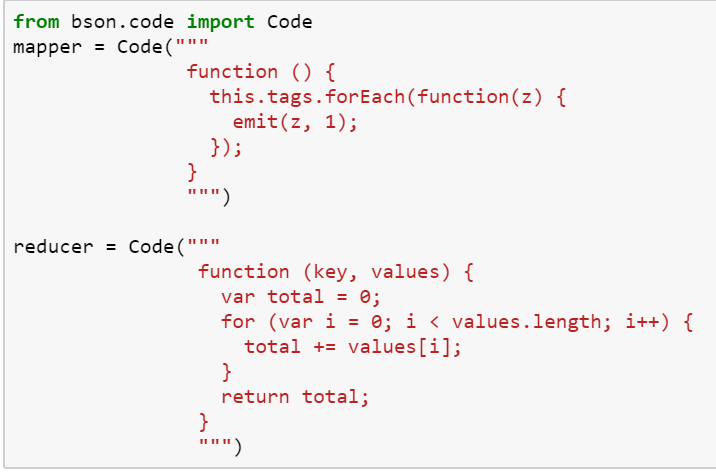 from bson.code import Code
mapper = Code("""
               function () {
                 this.tags.forEach(function(z) {
                   emit(z, 1);
                 });
               }
               """)

reducer = Code("""
                function (key, values) {
                  var total = 0;
                  for (var i = 0; i < values.length; i++) {
                    total += values[i];
                  }
                  return total;
                }
                """)